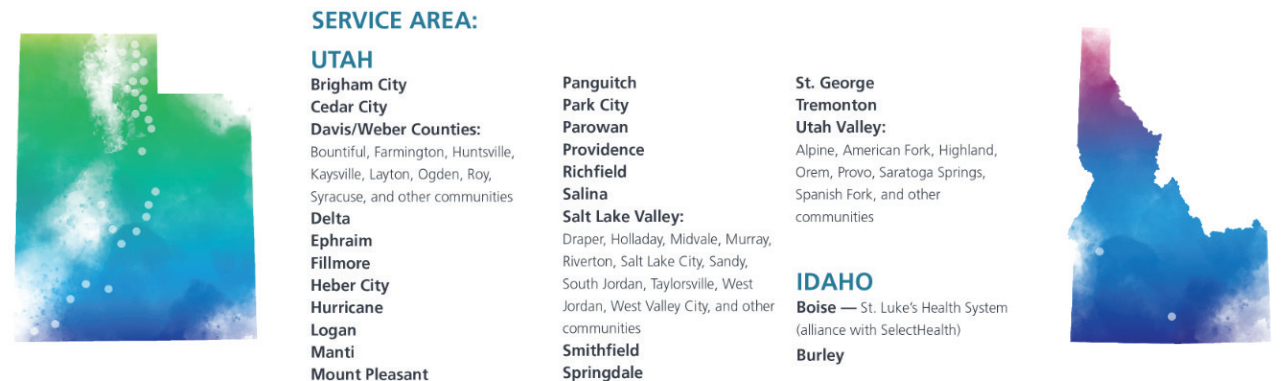 SERVICE AREA:
UTAH
Brigham City
Cedar City
Davis/Weber Counties:
Bountiful, Farmington, Huntsville,
Kaysville, Layton, Ogden, Roy,
Syracuse, and other communities
Delta
Ephraim
Fillmore
Heber City
Hurricane
Logan
Manti
Mount Pleasant
Panguitch
Park City
Parowan
Providence
Richfield
Salina
Salt Lake Valley:
Draper, Holladay, Midvale, Murray,
Riverton, Salt Lake City, Sandy,
South Jordan, Taylorsville, West
Jordan, West Valley City, and other
communities
Smithfield
Springdale
St. George
Tremonton
Utah Valley:
Alpine, American Fork, Highland,
Orem, Provo, Saratoga Springs,
Spanish Fork, and other
communities
IDAHO
Boise — St. Luke's Health System
(alliance with SelectHealth)
Burley